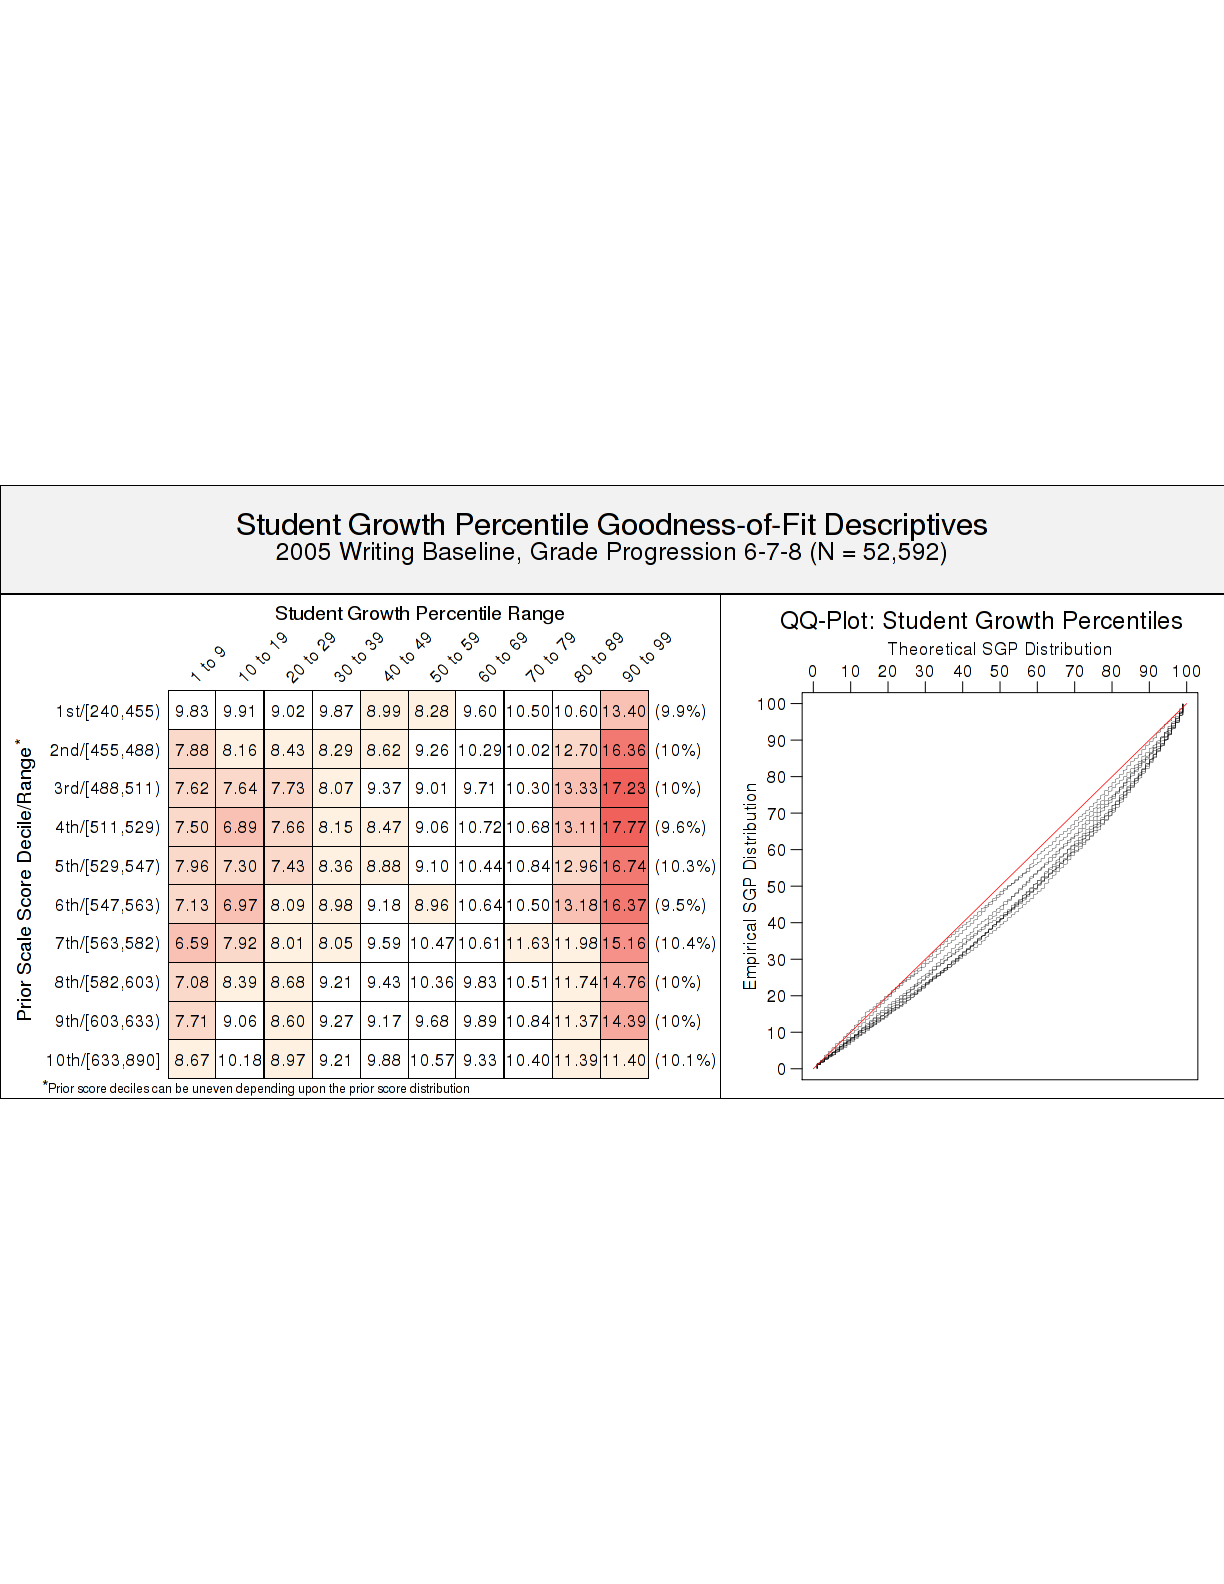 Student Growth Percentile Goodness-of-Fit Descriptives
2005 Writing Baseline, Grade Progression 6-7-8 (N = 52,592)
Student Growth Percentile Range
1 to 9 10 to 19 20 to 29 30 to 39 40 to 49 50 to 59 60 to 69 70 to 79 80 to 89 90 to 99
Prior Scale Score Decile/Range*
1st/[240,455) 9.83 9.91 9.02 9.87 8.99 8.28 9.60 10.50 10.60 13.40 (9.9%)
2nd/[455,488) 7.88 8.16 8.43 8.29 8.62 9.26 10.29 10.02 12.70 16.36 (10%)
3rd/[488,511) 7.62 7.64 7.73 8.07 9.37 9.01 9.71 10.30 13.33 17.23 (10%)
4th/[511,529) 7.50 6.89 7.66 8.15 8.47 9.06 10.72 10.68 13.11 17.77 (9.6%)
5th/[529,547) 7.96 7.30 7.43 8.36 8.88 9.10 10.44 10.84 12.96 16.74 (10.3%)
6th/[547,563) 7.13 6.97 8.09 8.98 9.18 8.96 10.64 10.50 13.18 16.37 (9.5%)
7th/[563,582) 6.59 7.92 8.01 8.05 9.59 10.47 10.61 11.63 11.98 15.16 (10.4%)
8th/[582,603) 7.08 8.39 8.68 9.21 9.43 10.36 9.83 10.51 11.74 14.76 (10%)
9th/[603,633) 7.71 9.06 8.60 9.27 9.17 9.68 9.89 10.84 11.37 14.39 (10%)
10th/[633,890] 8.67 10.18 8.97 9.21 9.88 10.57 9.33 10.40 11.39 11.40 (10.1%)
*Prior score deciles can be uneven depending upon the prior score distribution
QQ-Plot: Student Growth Percentiles
Theoretical SGP Distribution
0 10 20 30 40 50 60 70 80 90 100
Empirical SGP Distribution
100
90
80
70
60
50
40
30
20
10
0